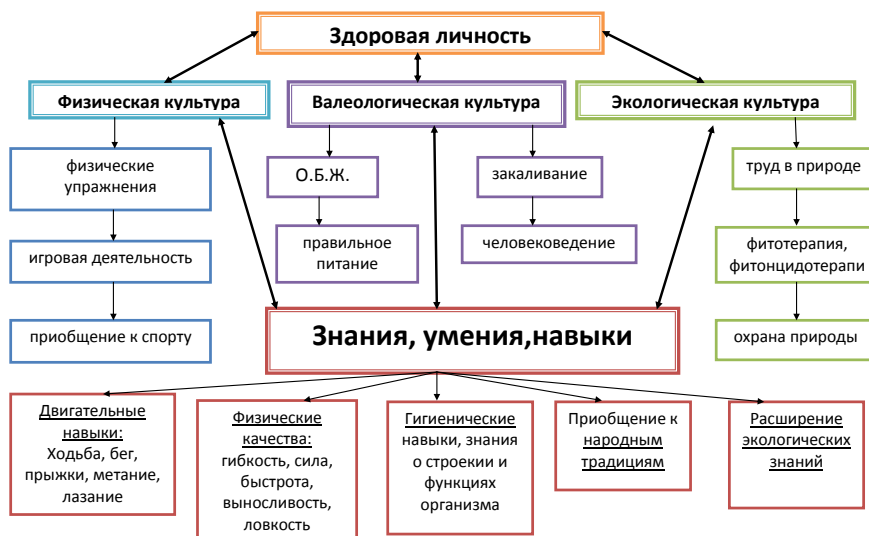 Здоровая личность
Физическая культура
Валеологическая культура
Экологическая культура
физические
упражнения
О.Б.Ж.
закаливание
труд в природе
игровая деятельность
правильное
питание
человековедение
фитотерапия,
фитонцидотерапи
приобщение к спорту
Знания, умения,навыки
охрана природы
Двигательные
навыки:
Ходьба, бег,
прыжки, метание,
лазание
Физические
качества:
гибкость, сила,
быстрота,
выносливость,
ловкость
Гигиенические
навыки, знания
о строекии и
функциях
организма
Приобщение к
народным
традициям
Расширение
экологических
знаний